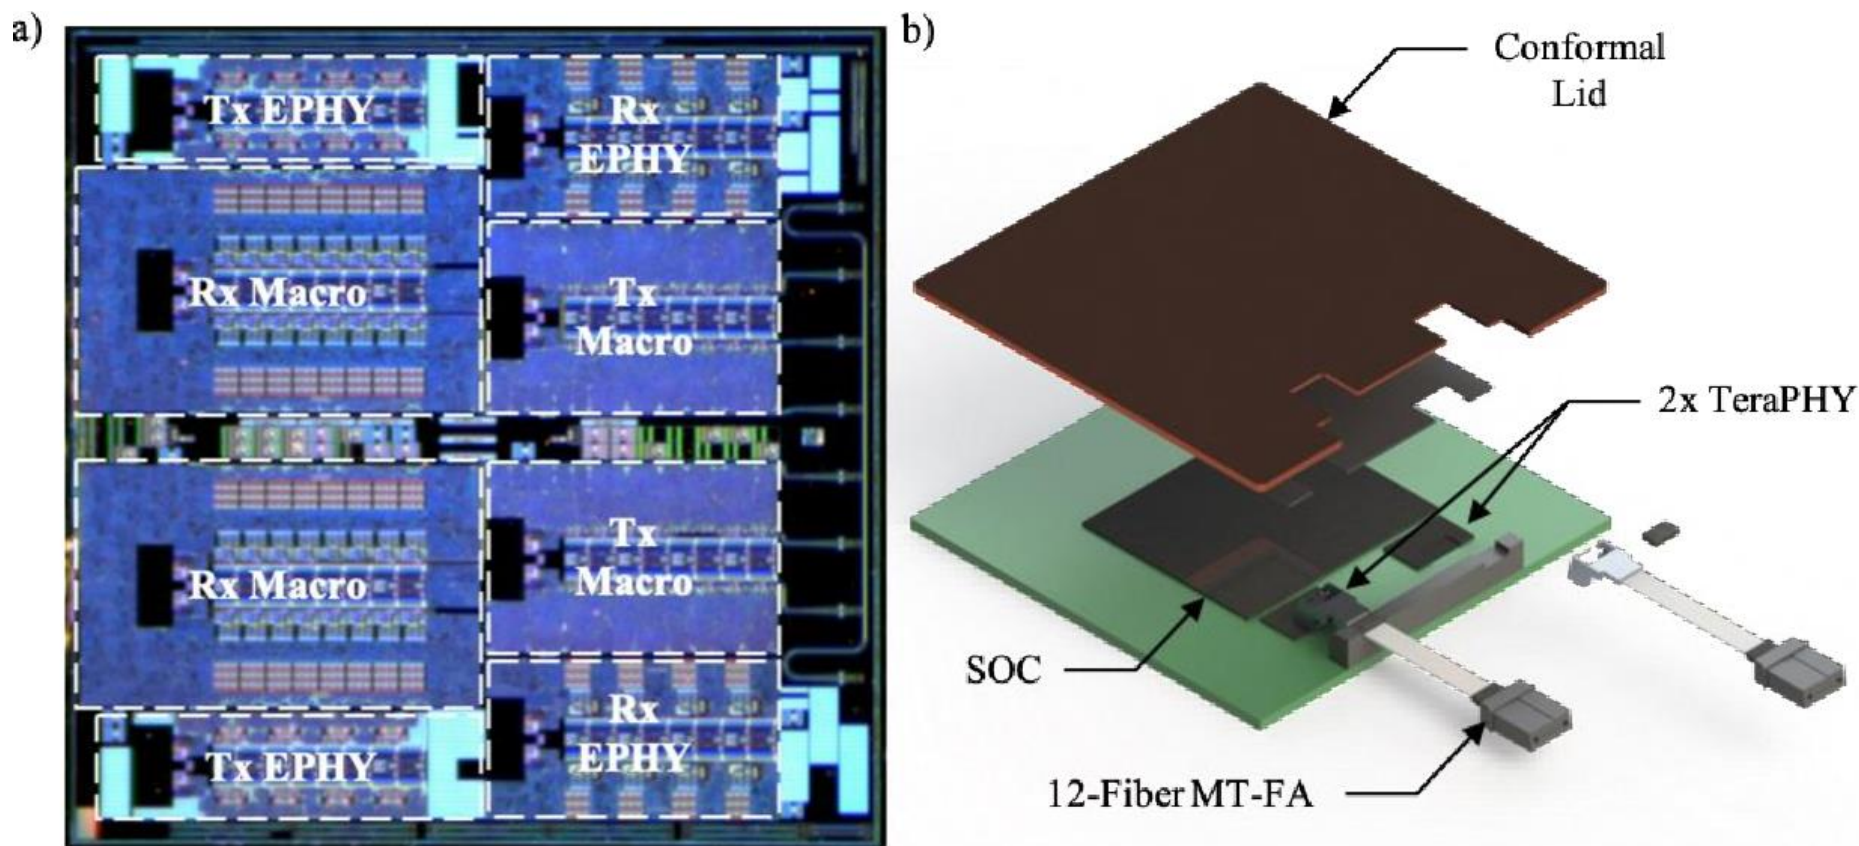 a)
Tx EPHY
Rx
EPHY
Rx Macro
Tx
Macro
Rx Macro
Tx
Macro
Tx EPHY
Rx
EPHY
b)
Conformal
Lid
2x TeraPHY
SOC
12-Fiber MT-FA